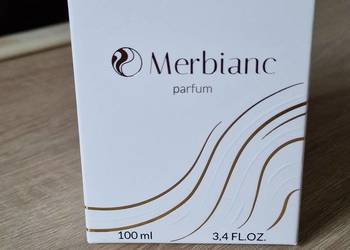 Merbianc
parfum
100 ml 3,4 FL.OZ.